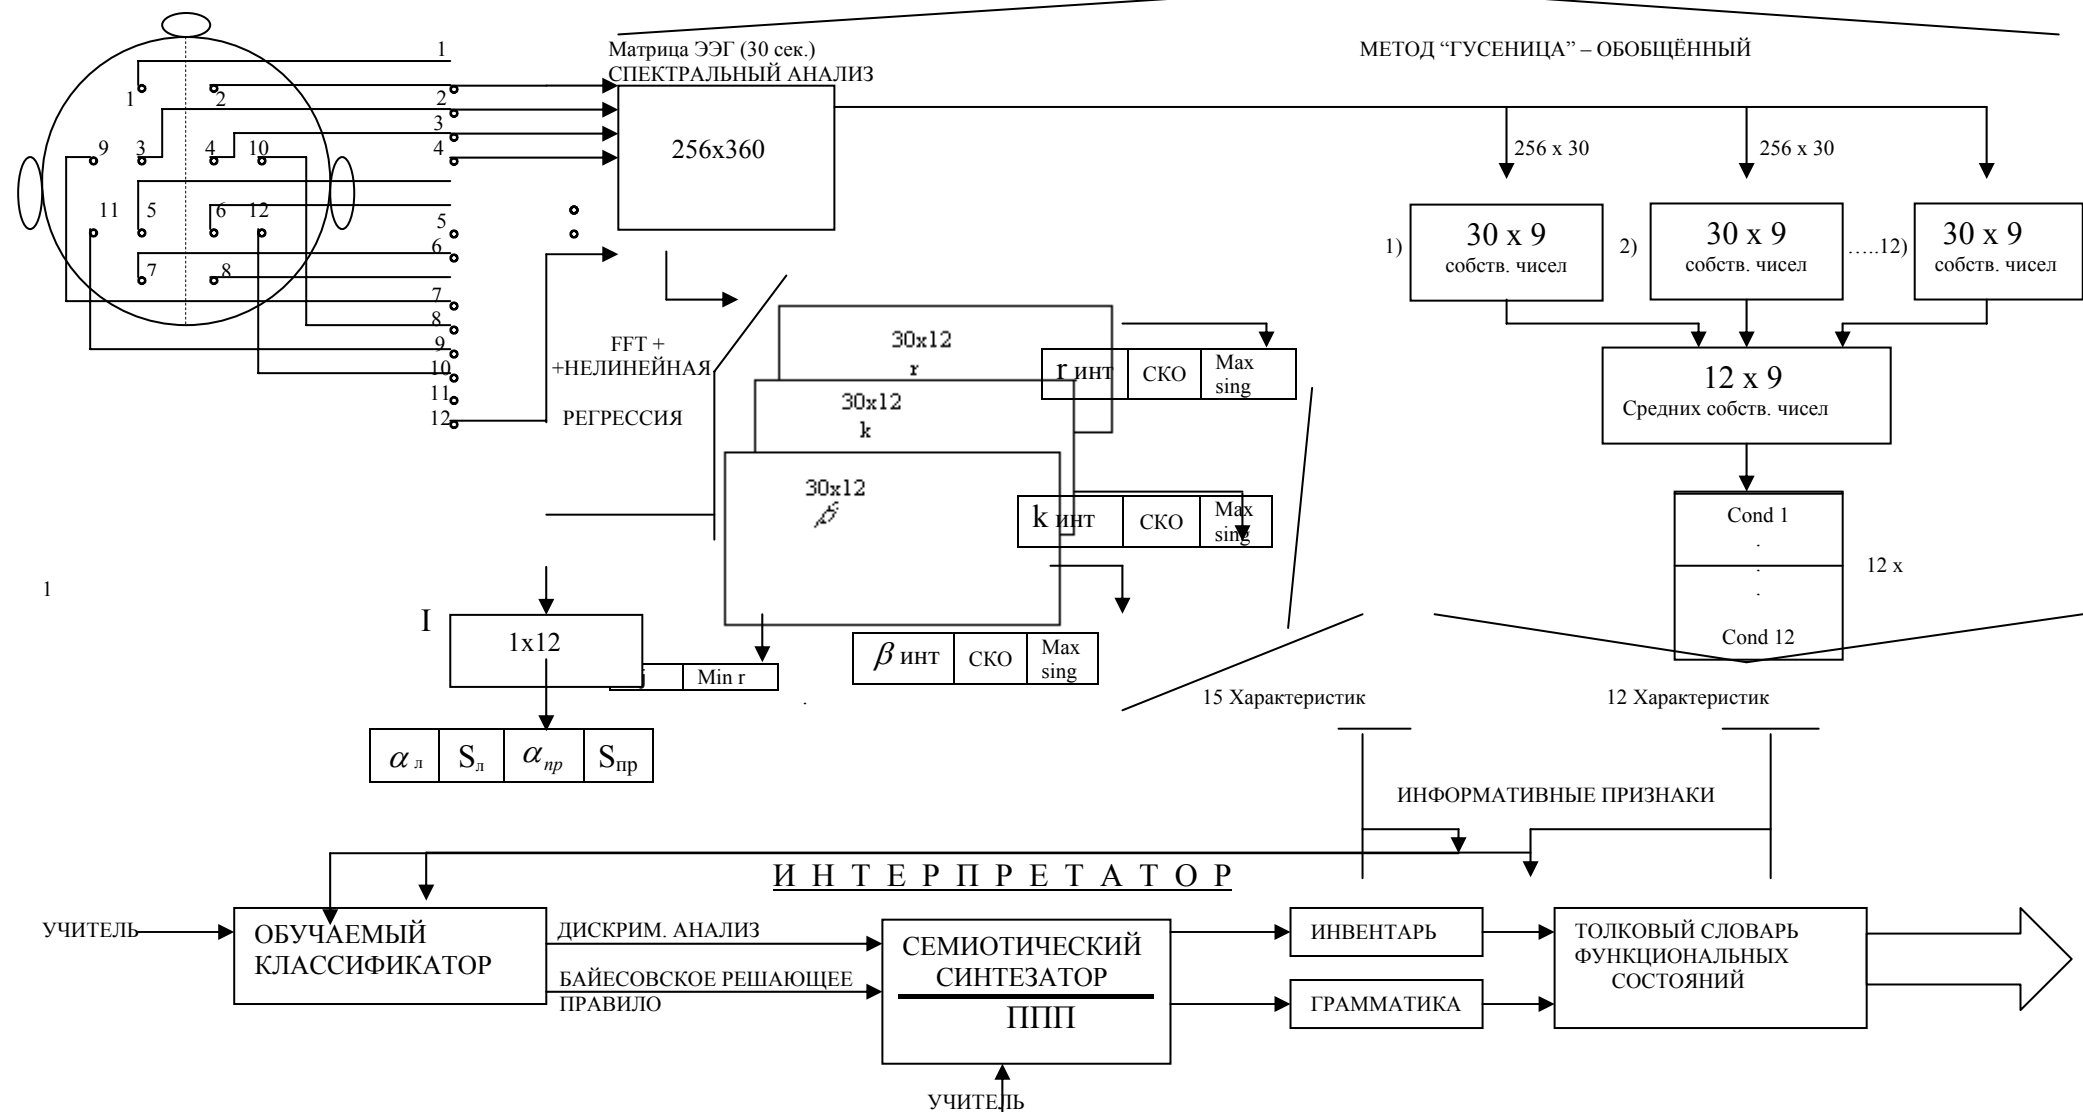 1
Матрица ЭЭГ (30 сек.)
СПЕКТРАЛЬНЫЙ АНАЛИЗ
МЕТОД “ГУСЕНИЦА” – ОБОБЩЁННЫЙ
1
2
2
3
4
9
3
4
10
256x360
256 x 30
256 x 30
11
5
6
12
5
6
7
8
1)
30 x 9
собств. чисел
2)
30 x 9
собств. чисел
…..12)
30 x 9
собств. чисел
7
8
9
10
11
12
FFT +
+НЕЛИНЕЙНАЯ
РЕГРЕССИЯ
30x12
r
r инт
СКО
Max
sing
30x12
k
k инт
СКО
Max
sing
30x12
β
β инт
СКО
Max
sing
12 x 9
Средних собств. чисел
Cond 1
.
.
.
Cond 12
12 x
1
I
1x12
Min r
.
α л
Sл
α пр
Sпр
15 Характеристик
12 Характеристик
ИНФОРМАТИВНЫЕ ПРИЗНАКИ
И Н Т Е Р П Р Е Т А Т О Р
УЧИТЕЛЬ
ОБУЧАЕМЫЙ
КЛАССИФИКАТОР
ДИСКРИМ. АНАЛИЗ
БАЙЕСОВСКОЕ РЕШАЮЩЕЕ
ПРАВИЛО
СЕМИОТИЧЕСКИЙ
СИНТЕЗАТОР
ППП
ИНВЕНТАРЬ
ГРАММАТИКА
ТОЛКОВЫЙ СЛОВАРЬ
ФУНКЦИОНАЛЬНЫХ
СОСТОЯНИЙ
УЧИТЕЛЬ